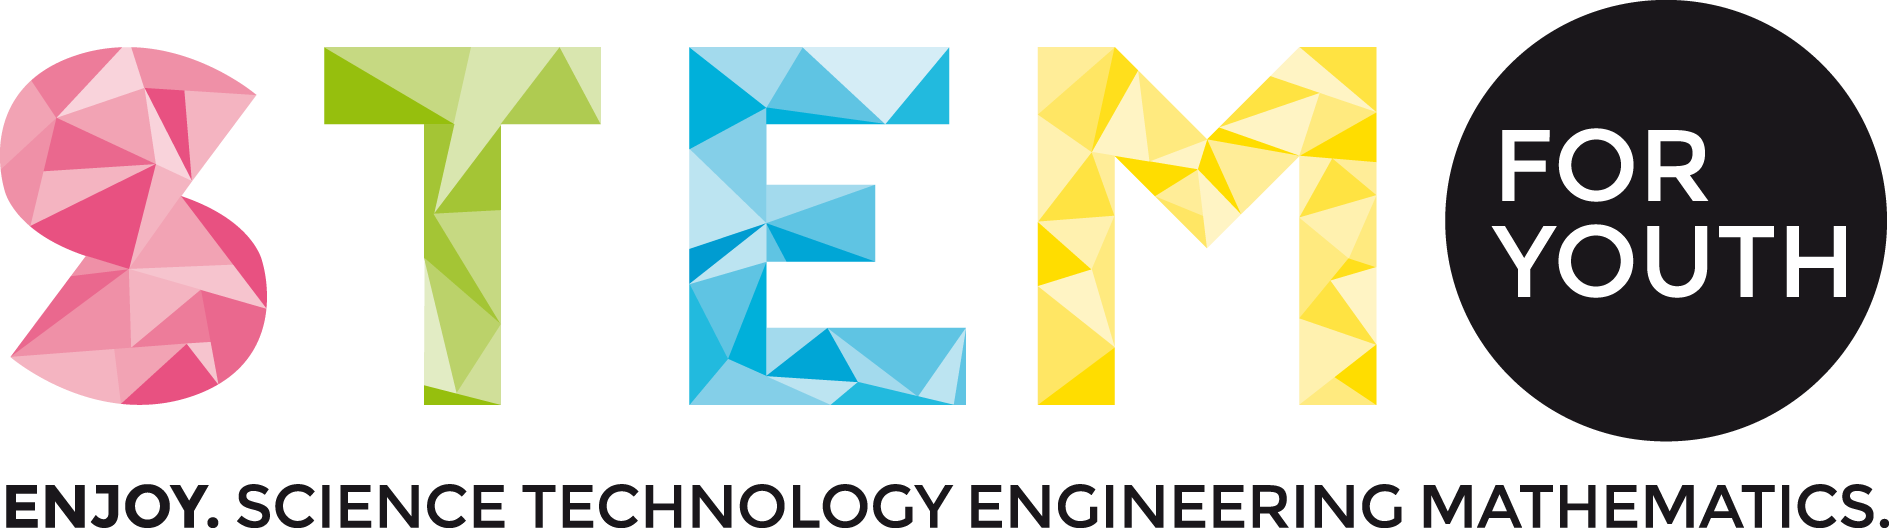 STEM
FOR
YOUTH
ENJOY. SCIENCE TECHNOLOGY ENGINEERING MATHEMATICS.